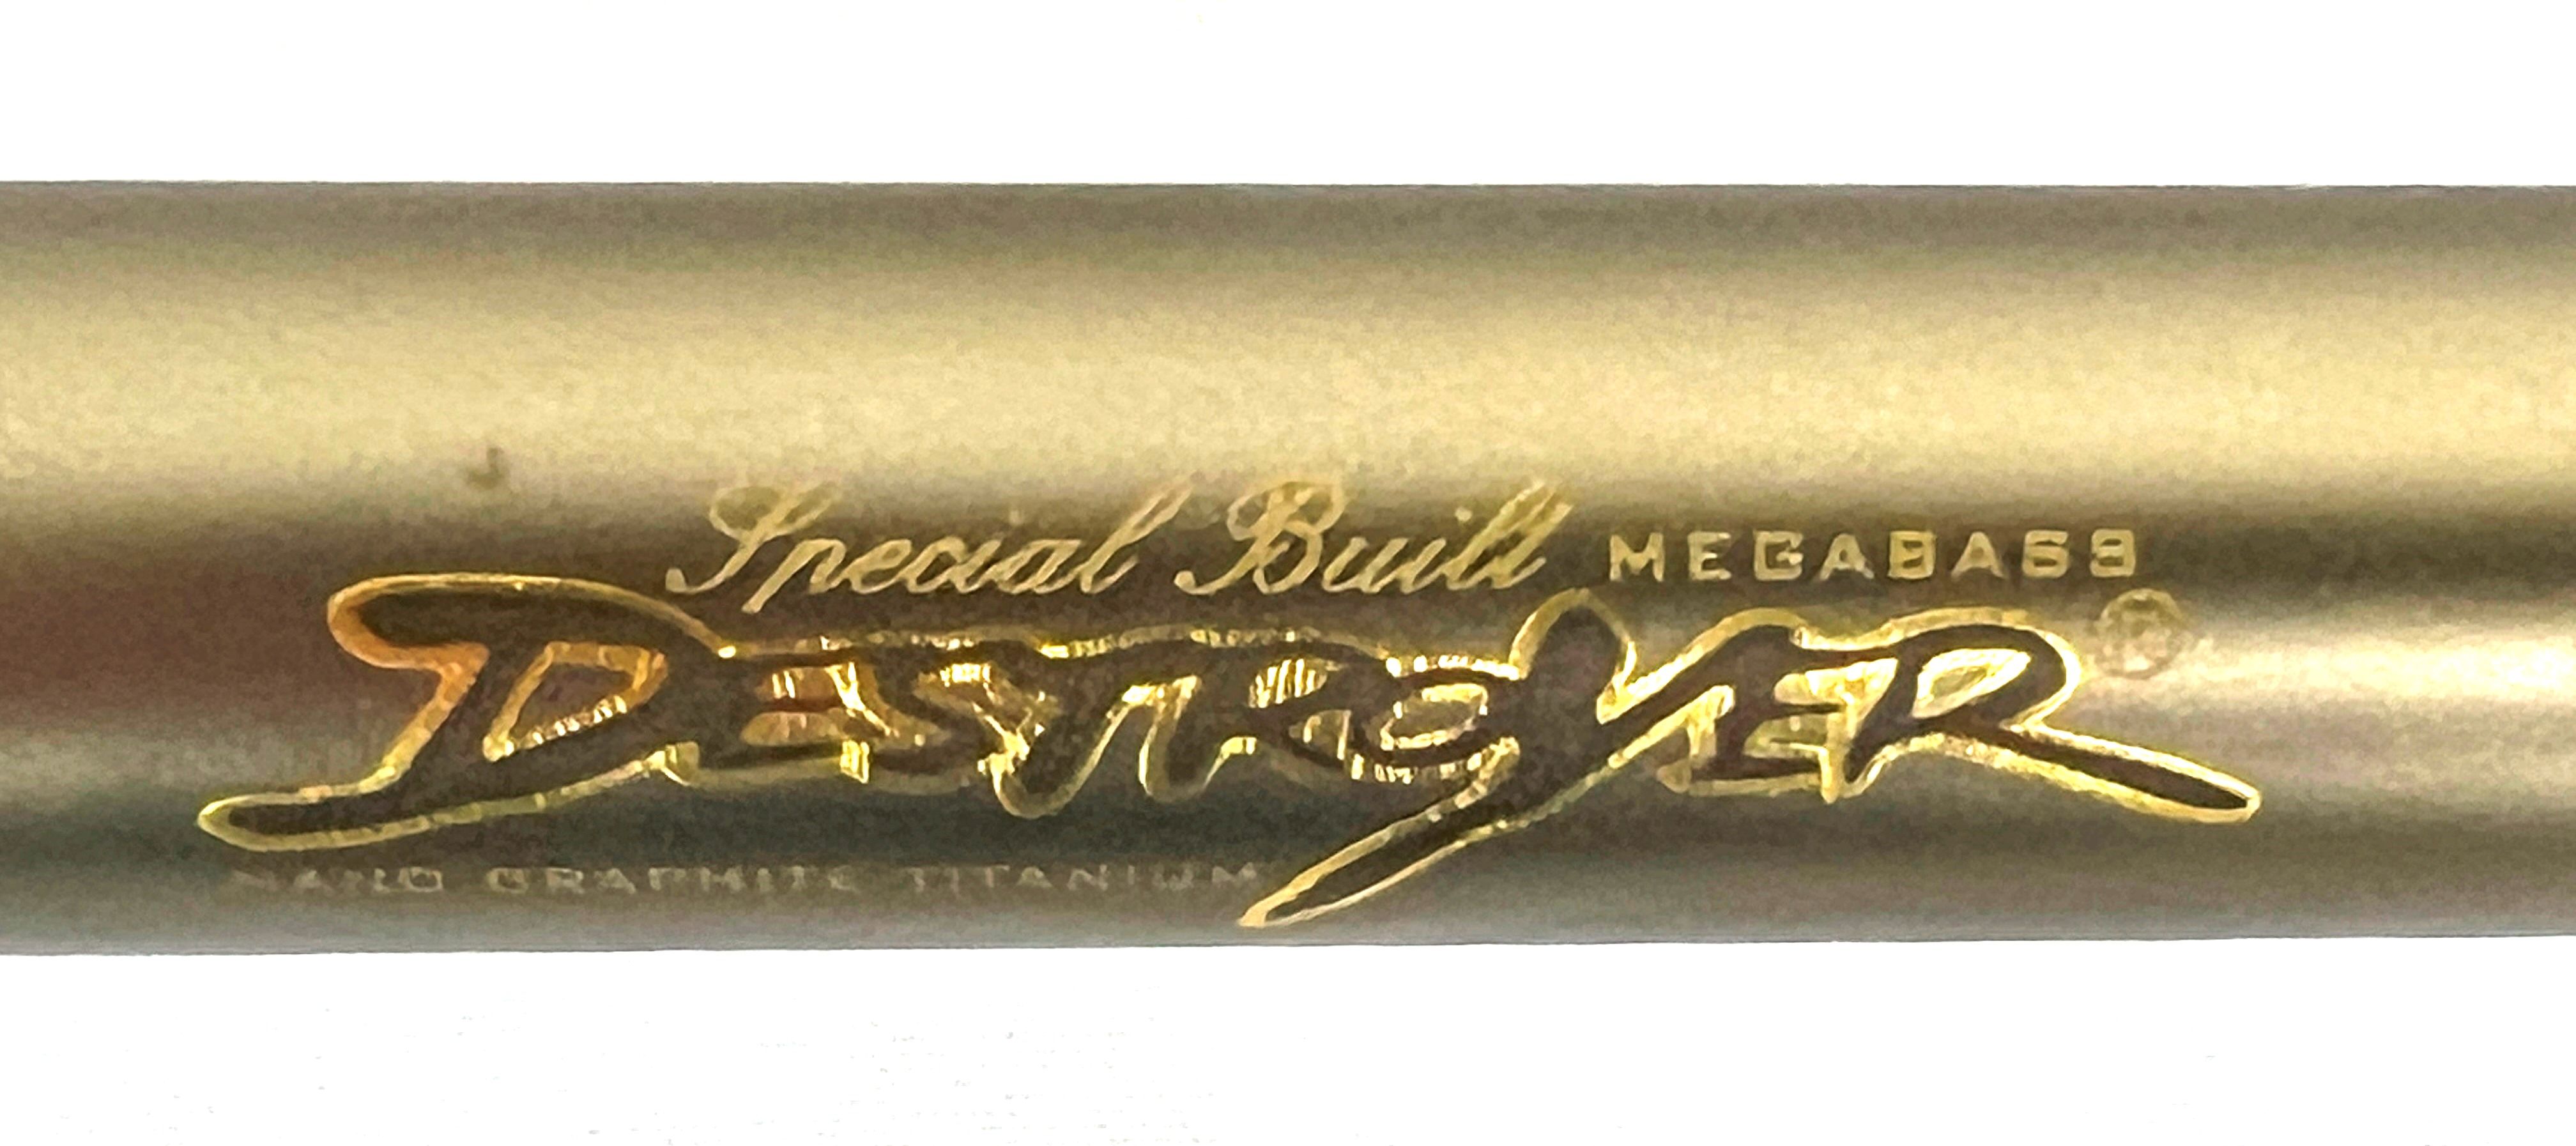 Special Built MEGABASS
DESTROYER ®
NANO GRAPHITE TITANIUM